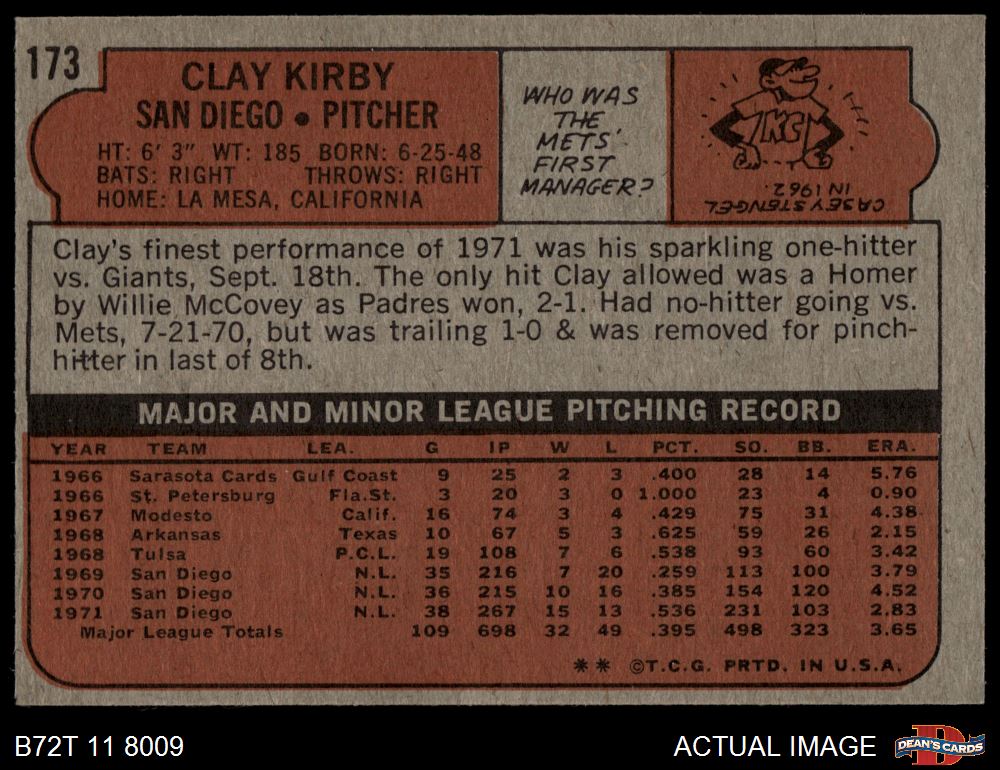 173
CLAY KIRBY
SAN DIEGO • PITCHER
HT: 6' 3" WT: 185 BORN: 6-25-48
BATS: RIGHT THROWS: RIGHT
HOME: LA MESA, CALIFORNIA
WHO WAS
THE
METS'
FIRST
MANAGER?
KC
CASEY STENGEL
IN 1962.
Clay's finest performance of 1971 was his sparkling one-hitter
vs. Giants, Sept. 18th. The only hit Clay allowed was a Homer
by Willie McCovey as Padres won, 2-1. Had no-hitter going vs.
Mets, 7-21-70, but was trailing 1-0 & was removed for pinch-
hitter in last of 8th.
MAJOR AND MINOR LEAGUE PITCHING RECORD
YEAR TEAM LEA. G IP W L PCT. SO. BB. ERA.
1966 Sarasota Cards Gulf Coast 9 25 2 3 .400 28 14 5.76
1966 St. Petersburg Fla.St. 3 20 3 0 1.000 23 4 0.90
1967 Modesto Calif. 16 74 3 4 .429 75 31 4.38
1968 Arkansas Texas 10 67 5 3 .625 59 26 2.15
1968 Tulsa P.C.L. 19 108 7 6 .538 93 60 3.42
1969 San Diego N.L. 35 216 7 20 .259 113 100 3.79
1970 San Diego N.L. 36 215 10 16 .385 154 120 4.52
1971 San Diego N.L. 38 267 15 13 .536 231 103 2.83
Major League Totals 109 698 32 49 .395 498 323 3.65
** ©T.C.G. PRTD. IN U.S.A.
B72T 11 8009
ACTUAL IMAGE
DEAN'S CARDS